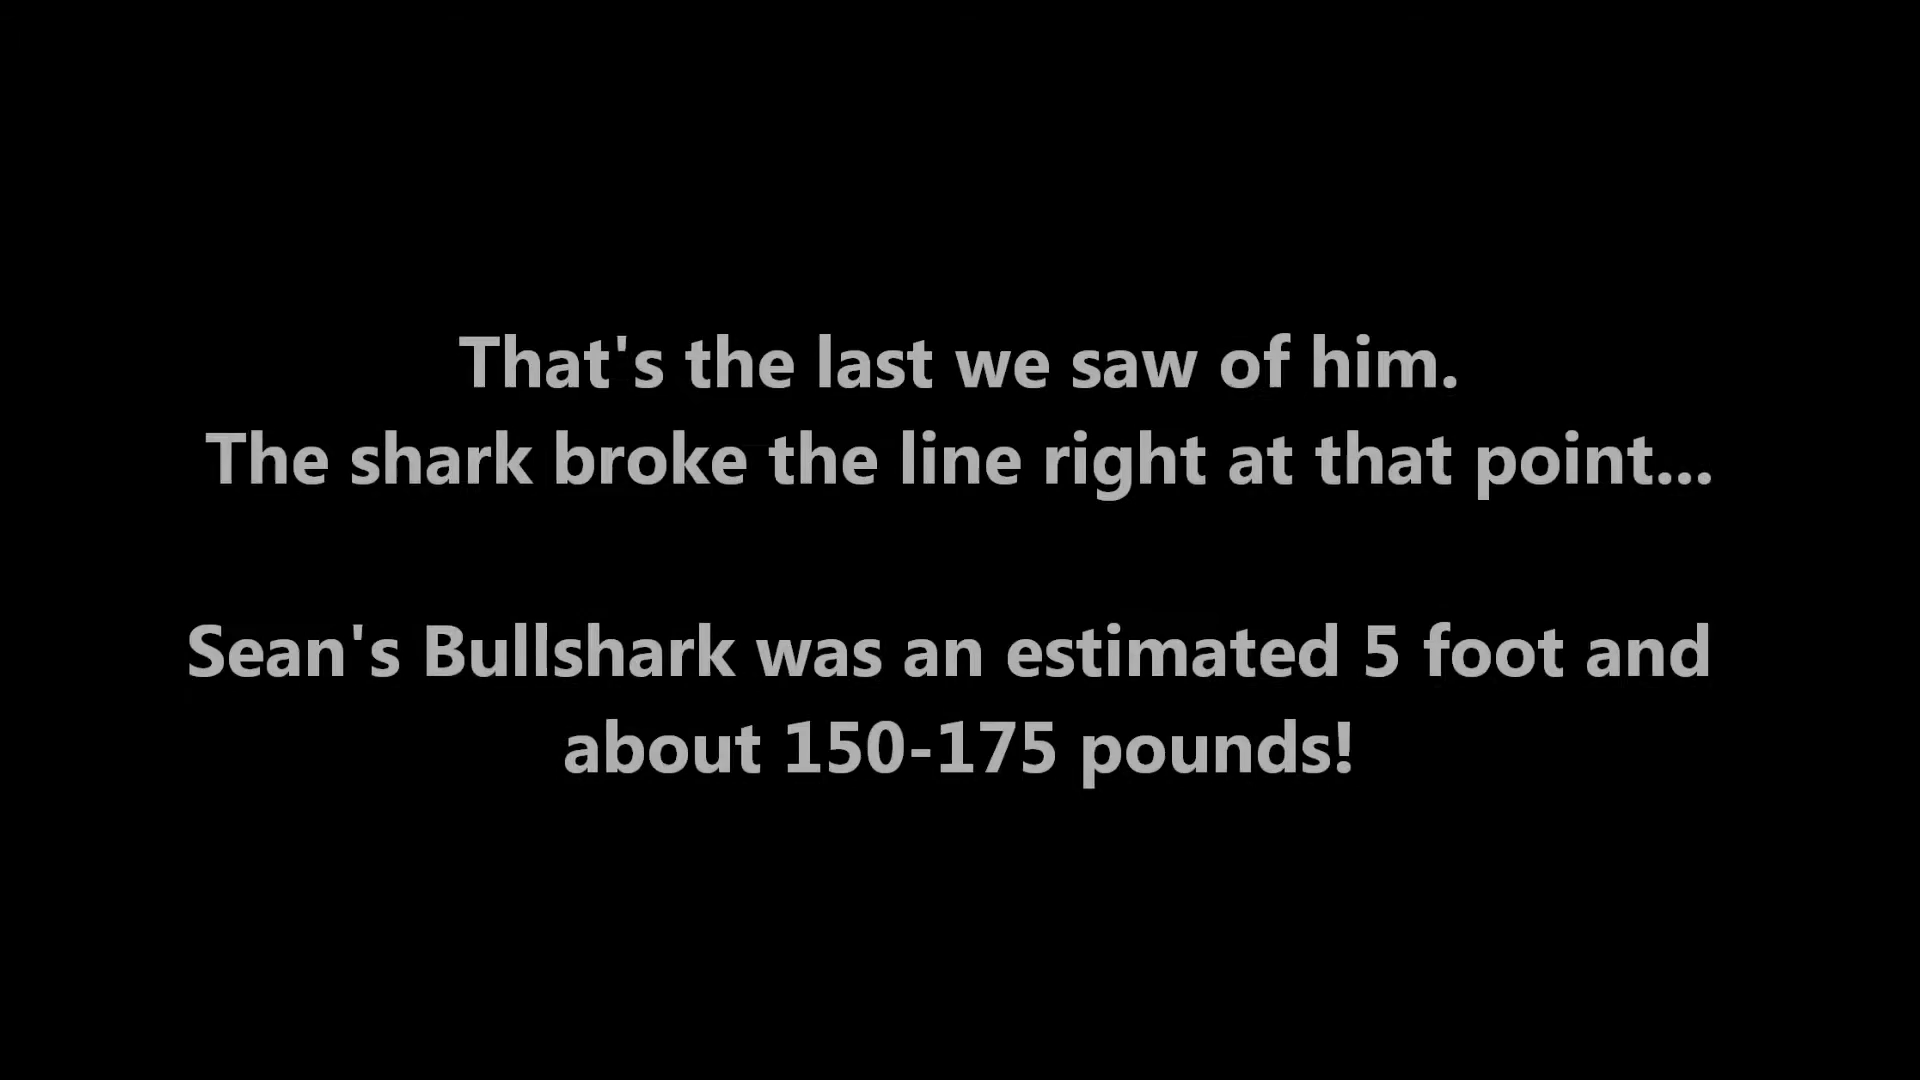 That's the last we saw of him.
The shark broke the line right at that point...
Sean's Bullshark was an estimated 5 foot and
about 150-175 pounds!